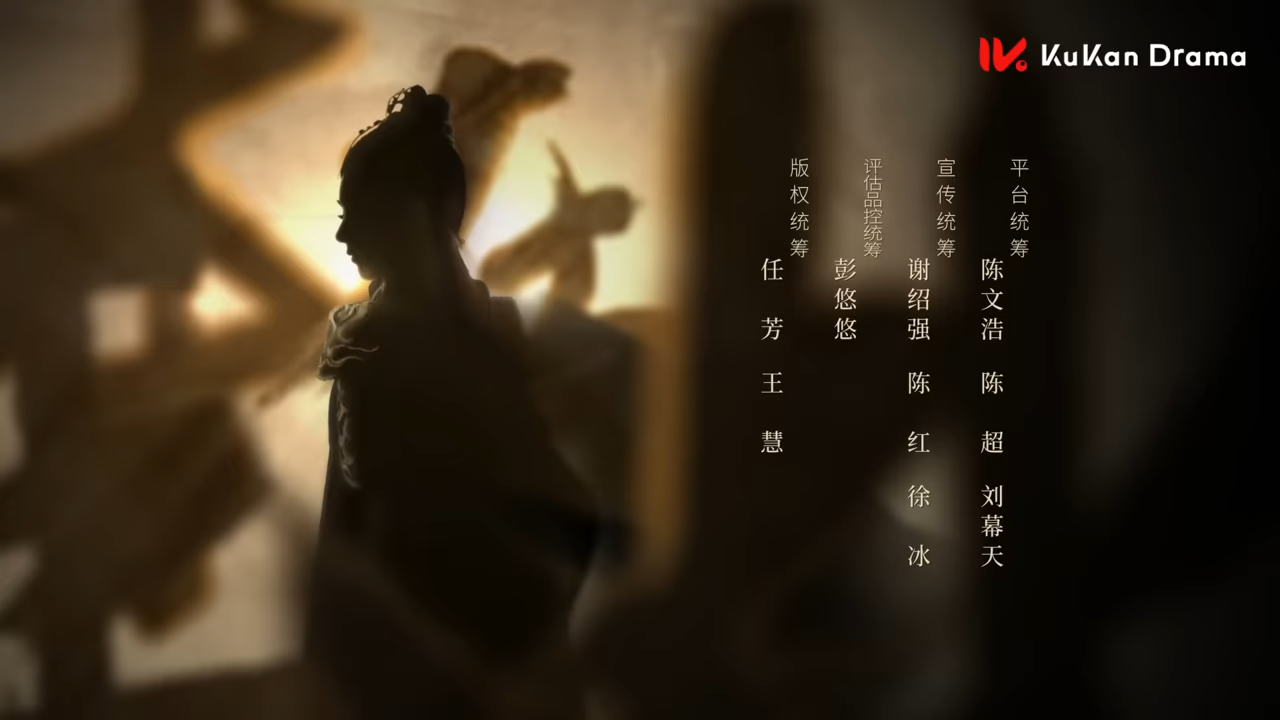 KuKan Drama
平台统筹
陈文浩
陈超
刘幕天
宣传统筹
谢绍强
陈红
徐冰
评估品控统筹
彭悠悠
版权统筹
任芳
王慧